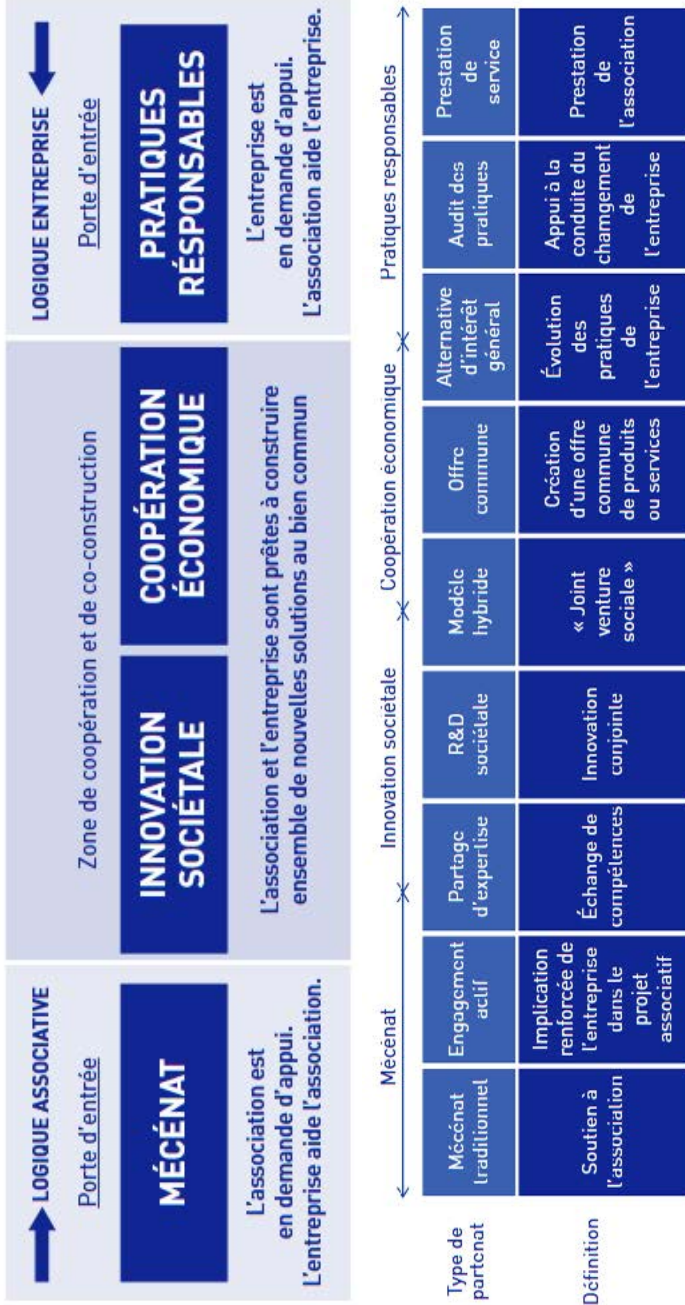 LOGIQUE ASSOCIATIVE
Porte d'entrée
MÉCÉNAT
L'association est
en demande d'appui.
L'entreprise aide l'association.
Zone de coopération et de co-construction
INNOVATION
SOCIÉTALE
COOPÉRATION
ÉCONOMIQUE
L'association et l'entreprise sont prêtes à construire
ensemble de nouvelles solutions au bien commun
LOGIQUE ENTREPRISE
Porte d'entrée
PRATIQUES
RÉSPONSABLES
L'entreprise est
en demande d'appui.
L'association aide l'entreprise.
Mécénat
Innovation sociétale
Coopération économique
Pratiques responsables
Type de
partenat
Mécénat
traditionnel
Engagement
actif
Partage
d'expertise
R&D
sociétale
Modèle
hybride
Offre
commune
Alternative
d'intérêt
général
Audit des
pratiques
Prestation
de
service
Définition
Soutien à
l'association
Implication
renforcée de
l'entreprise
dans le
projet
associatif
Échange de
compétences
Innovation
conjointe
« Joint
venture
sociale »
Création
d'une offre
commune
de produits
ou services
Évolution
des
pratiques
de
l'entreprise
Appui à la
conduite du
chamgement
de
l'entreprise
Prestation
de
l'association